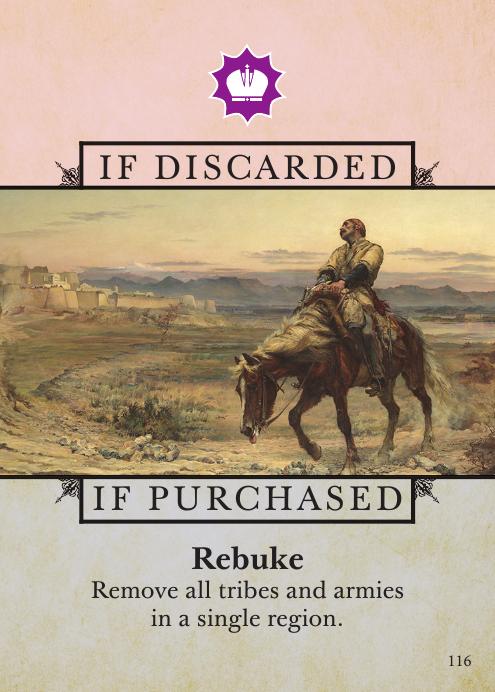 IF DISCARDED
IF PURCHASED
Rebuke
Remove all tribes and armies
in a single region.
116